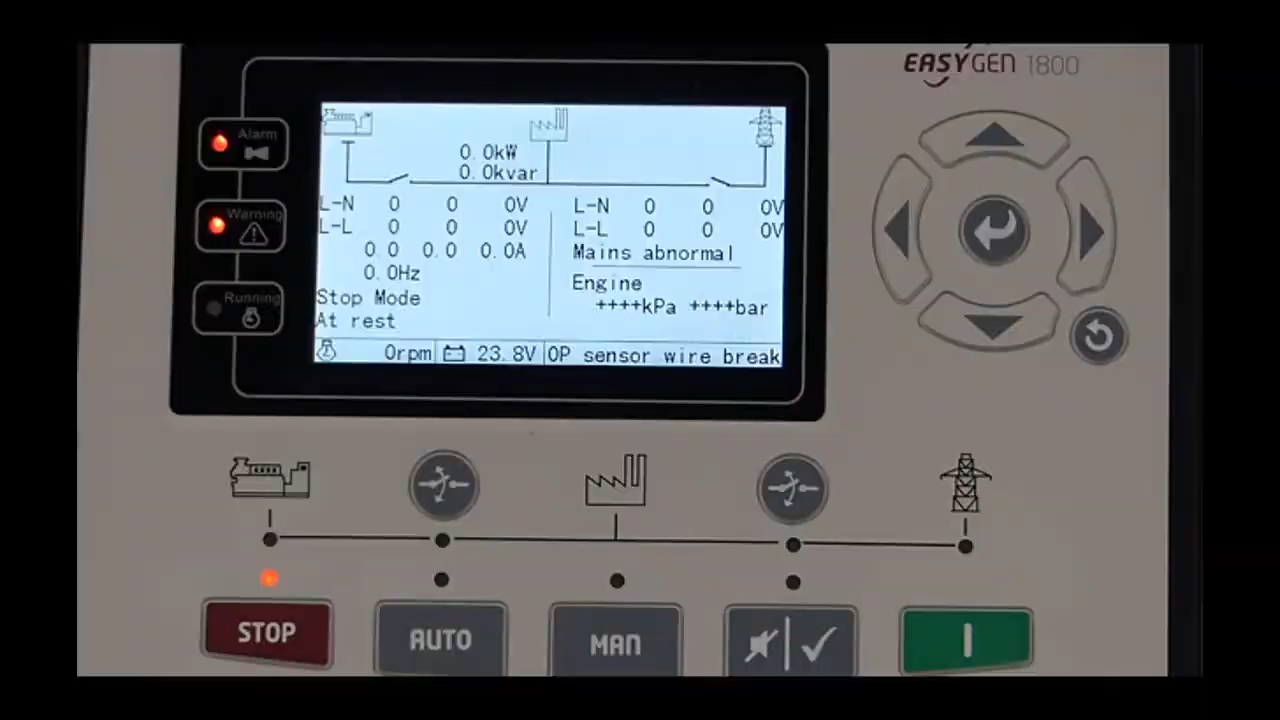 EASYGEN 1800
Alarm
Warning
Running
0.0kW
0.0kvar
L-N 0 0 0V
L-L 0 0 0V
0.0 0.0 0.0A
0.0Hz
Stop Mode
At rest
L-N 0 0 0V
L-L 0 0 0V
Mains abnormal
Engine
++++kPa ++++bar
0rpm 23.8V OP sensor wire break
STOP
AUTO
MAN
I